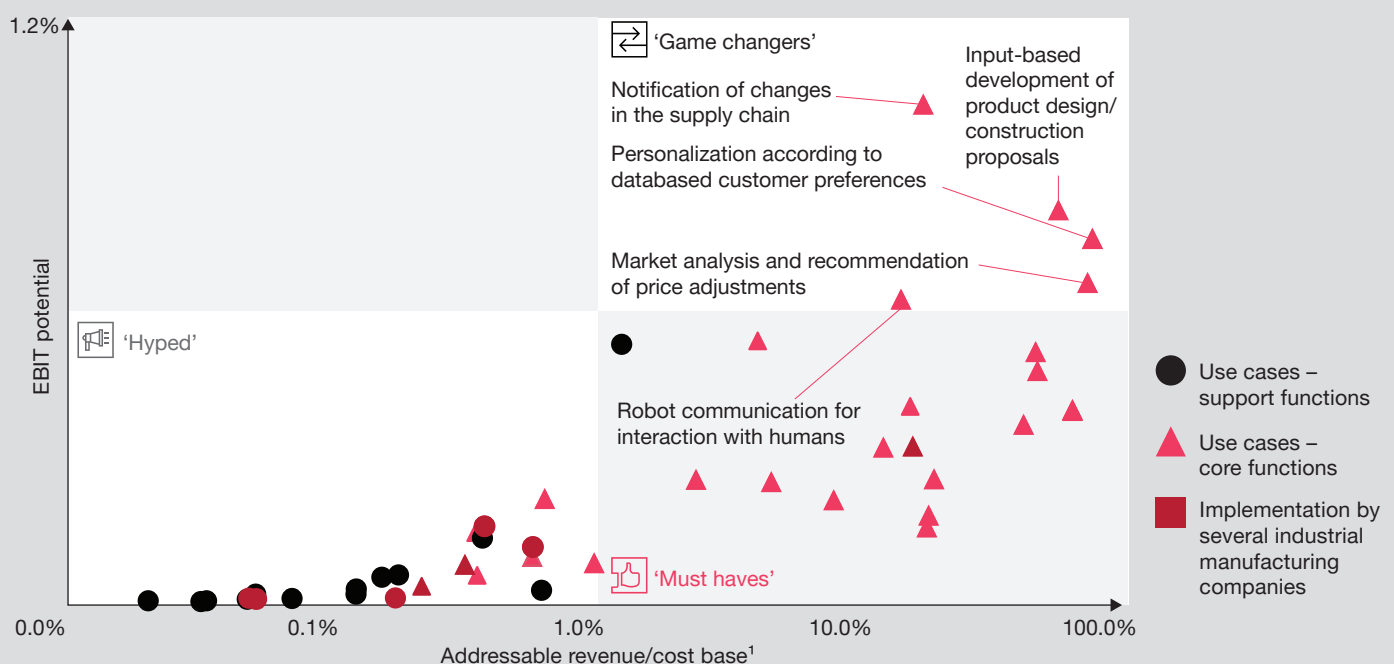 1.2%
EBIT potential
'Game changers'
Notification of changes
in the supply chain
Input-based
development of
product design/
construction
proposals
Personalization according to
databased customer preferences
Market analysis and recommendation
of price adjustments
'Hyped'
Robot communication for
interaction with humans
'Must haves'
Use cases –
support functions
Use cases –
core functions
Implementation by
several industrial
manufacturing
companies
0.0%
0.1%
1.0%
10.0%
100.0%
Addressable revenue/cost base¹